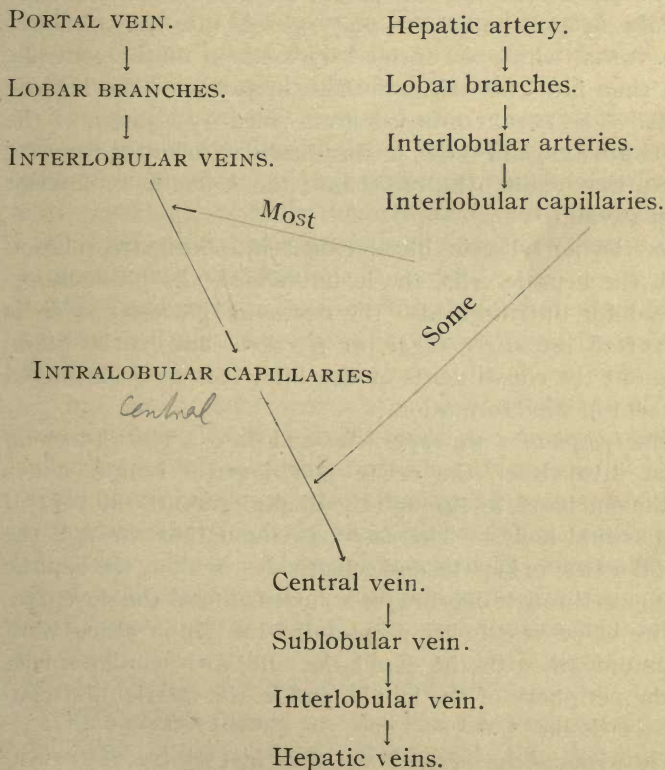 PORTAL VEIN.
Hepatic artery.
LOBAR BRANCHES.
Lobar branches.
INTERLOBULAR VEINS.
Interlobular arteries.
Interlobular capillaries.
Most
Some
INTRALOBULAR CAPILLARIES
Central
Central vein.
Sublobular vein.
Interlobular vein.
Hepatic veins.